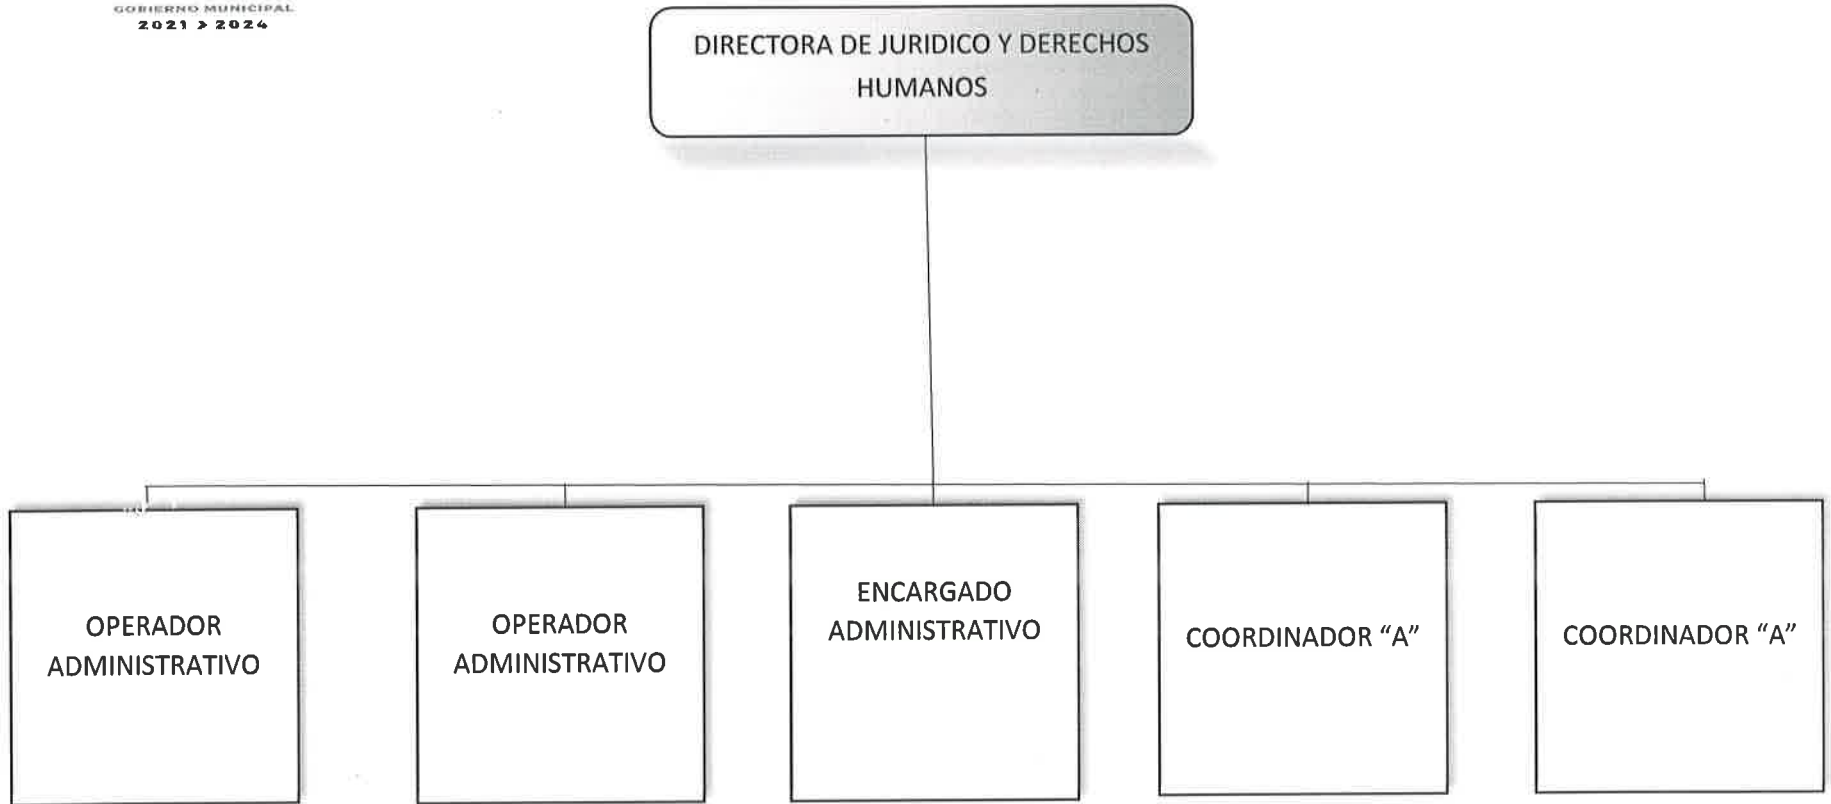 GOBIERNO MUNICIPAL
2021 > 2024
DIRECTORA DE JURIDICO Y DERECHOS
HUMANOS
OPERADOR
ADMINISTRATIVO
OPERADOR
ADMINISTRATIVO
ENCARGADO
ADMINISTRATIVO
COORDINADOR “A”
COORDINADOR “A”